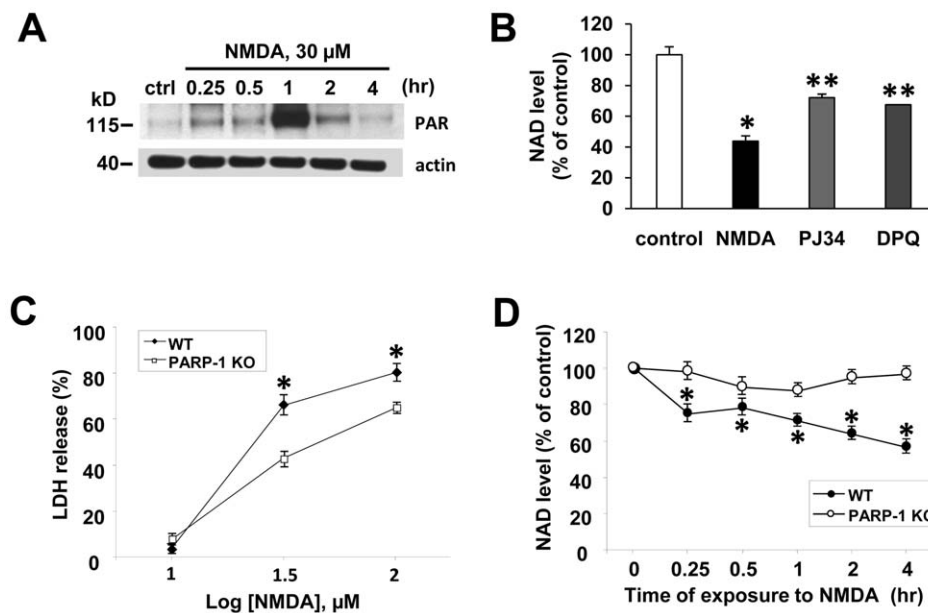 A
NMDA, 30 µM
ctrl 0.25 0.5 1 2 4 (hr)
kD
115 PAR
40 actin
B
NAD level
(% of control)
120
100
80
60
40
20
0
*
**
**
control NMDA PJ34 DPQ
C
LDH release (%)
100
80
60
40
20
0
WT
PARP-1 KO
*
*
1 1.5 2
Log [NMDA], µM
D
NAD level (% of control)
120
100
80
60
40
20
0
*
*
*
*
*
WT
PARP-1 KO
0 0.25 0.5 1 2 4
Time of exposure to NMDA (hr)